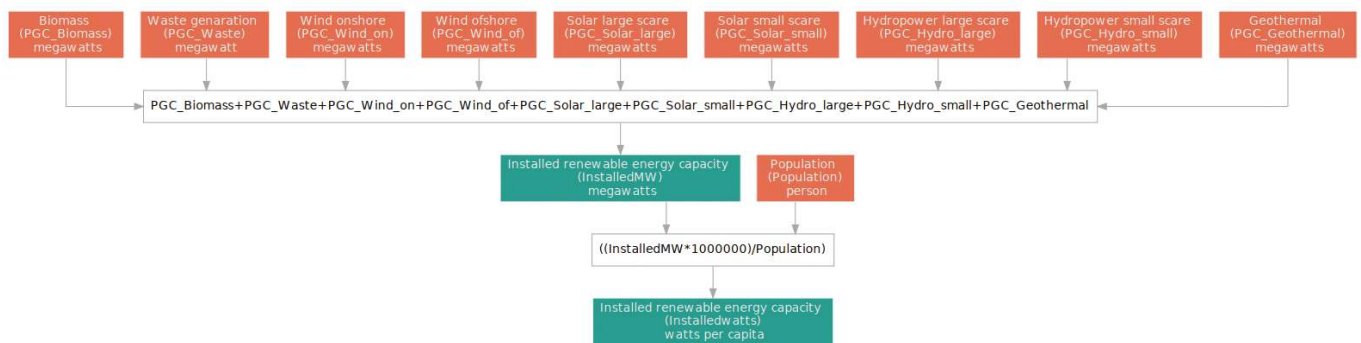 Biomass
(PGC_Biomass)
megawatts
Waste genaration
(PGC_Waste)
megawatt
Wind onshore
(PGC_Wind_on)
megawatts
Wind ofshore
(PGC_Wind_of)
megawatts
Solar large scare
(PGC_Solar_large)
megawatts
Solar small scare
(PGC_Solar_small)
megawatts
Hydropower large scare
(PGC_Hydro_large)
megawatts
Hydropower small scare
(PGC_Hydro_small)
megawatts
Geothermal
(PGC_Geothermal)
megawatts
PGC_Biomass+PGC_Waste+PGC_Wind_on+PGC_Wind_of+PGC_Solar_large+PGC_Solar_small+PGC_Hydro_large+PGC_Hydro_small+PGC_Geothermal
Installed renewable energy capacity
(InstalledMW)
megawatts
Population
(Population)
person
((InstalledMW*1000000)/Population)
Installed renewable energy capacity
(Installedwatts)
watts per capita